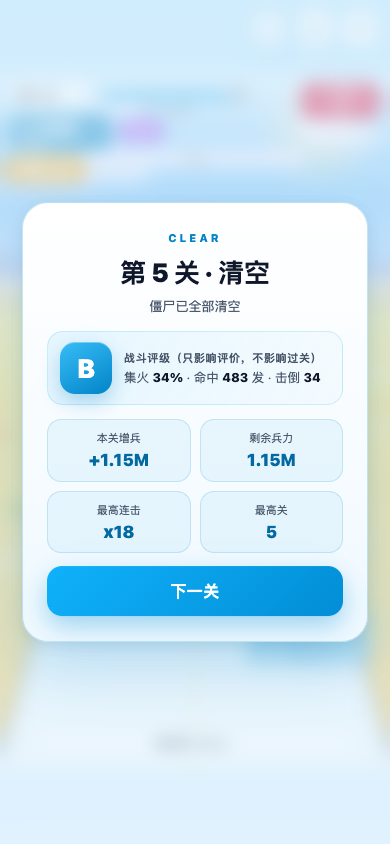 CLEAR
第 5 关 · 清空
僵尸已全部清空
B
战斗评级（只影响评价，不影响过关）
集火 34% · 命中 483 发 · 击倒 34
本关增兵
+1.15M
剩余兵力
1.15M
最高连击
x18
最高关
5
下一关